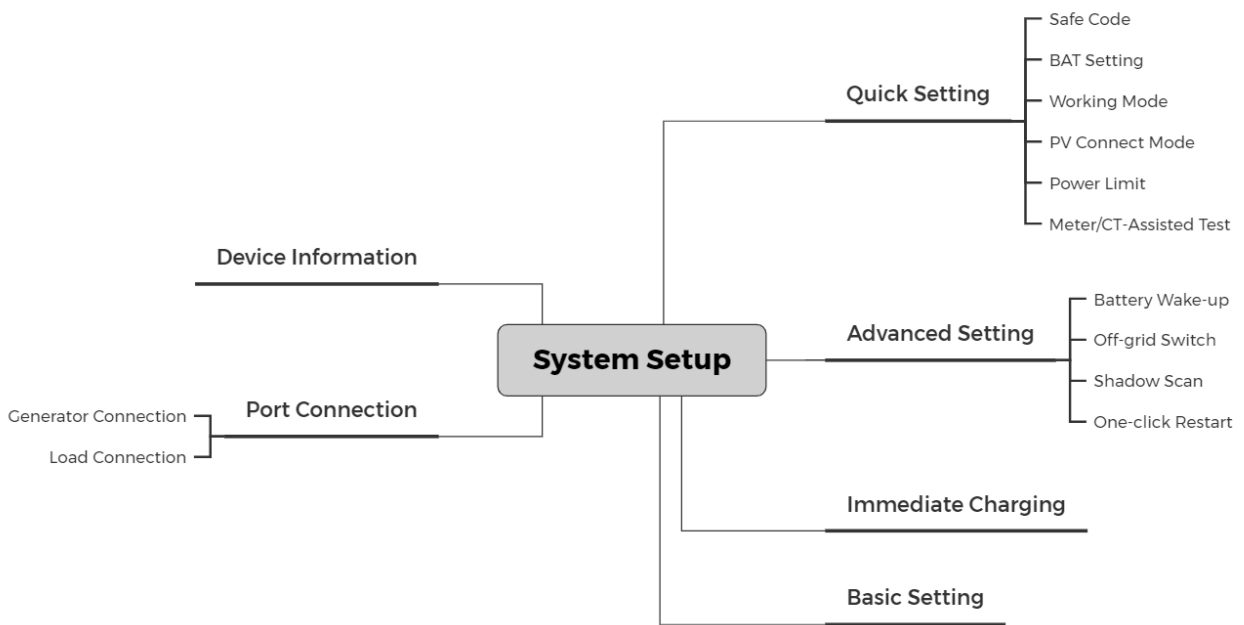 System Setup
Quick Setting
Safe Code
BAT Setting
Working Mode
PV Connect Mode
Power Limit
Meter/CT-Assisted Test
Advanced Setting
Battery Wake-up
Off-grid Switch
Shadow Scan
One-click Restart
Immediate Charging
Basic Setting
Device Information
Port Connection
Generator Connection
Load Connection